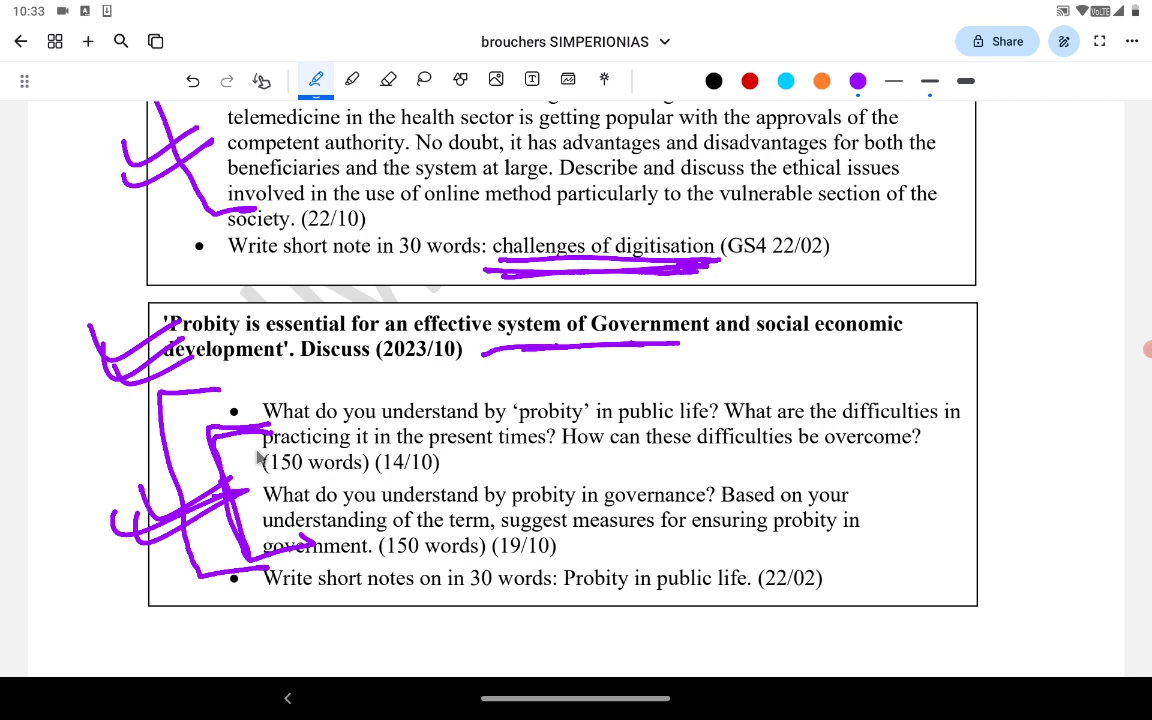 10:33
VoLTE
brouchers SIMPERIONIAS
Share
telemedicine in the health sector is getting popular with the approvals of the
competent authority. No doubt, it has advantages and disadvantages for both the
beneficiaries and the system at large. Describe and discuss the ethical issues
involved in the use of online method particularly to the vulnerable section of the
society. (22/10)
• Write short note in 30 words: challenges of digitisation (GS4 22/02)
'Probity is essential for an effective system of Government and social economic
development'. Discuss (2023/10)
• What do you understand by ‘probity’ in public life? What are the difficulties in
practicing it in the present times? How can these difficulties be overcome?
(150 words) (14/10)
What do you understand by probity in governance? Based on your
understanding of the term, suggest measures for ensuring probity in
government. (150 words) (19/10)
• Write short notes on in 30 words: Probity in public life. (22/02)